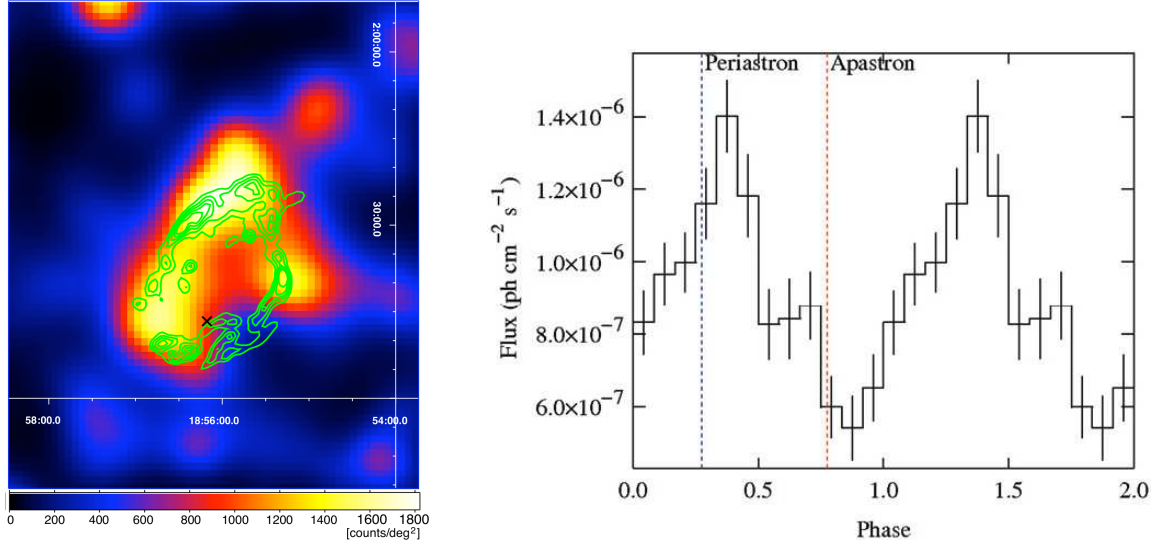 2:00:00.0
30:00.0
58:00.0 18:56:00.0 54:00.0
0 200 400 600 800 1000 1200 1400 1600 1800
[counts/deg²]
Periastron Apastron
1.4×10⁻⁶
1.2×10⁻⁶
1.0×10⁻⁶
8.0×10⁻⁷
6.0×10⁻⁷
Flux (ph cm⁻² s⁻¹)
0.0 0.5 1.0 1.5 2.0
Phase